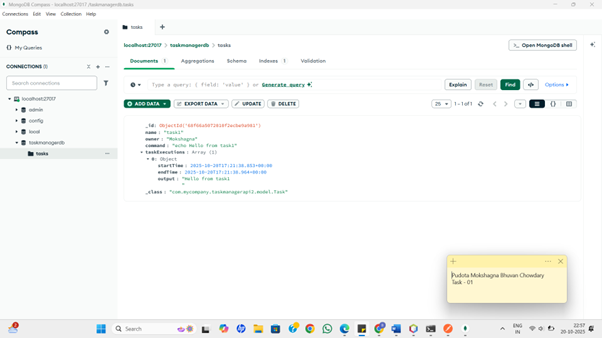 MongoDB Compass - localhost:27017/taskmanagerdb.tasks
Connections Edit View Collection Help
Compass
My Queries
CONNECTIONS (1)
Search connections
localhost:27017
admin
config
local
taskmanagerdb
tasks
tasks
localhost:27017 > taskmanagerdb > tasks
Open MongoDB shell
Documents 1 Aggregations Schema Indexes 1 Validation
Type a query: { field: 'value' } or Generate query
Explain Reset Find </> Options
ADD DATA EXPORT DATA UPDATE DELETE
25 1 – 1 of 1
name : "task1"
owner : "Mokshagna"
command : "echo Hello from task1"
taskExecutions : Array (1)
0: Object
startTime : 2025-10-20T17:21:38.853+00:00
endTime : 2025-10-20T17:21:38.964+00:00
output : "Hello from task1
"
_class : "com.mycompany.taskmanagerapi2.model.Task"
Pudota Mokshagna Bhuvan Chowdary
Task - 01
Search
ENG
IN
22:57
20-10-2025